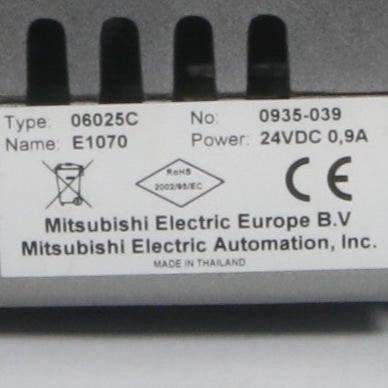 Type: 06025C No: 0935-039
Name: E1070 Power: 24VDC 0,9A
RoHS
2002/95/EC
CE
Mitsubishi Electric Europe B.V
Mitsubishi Electric Automation, Inc.
MADE IN THAILAND